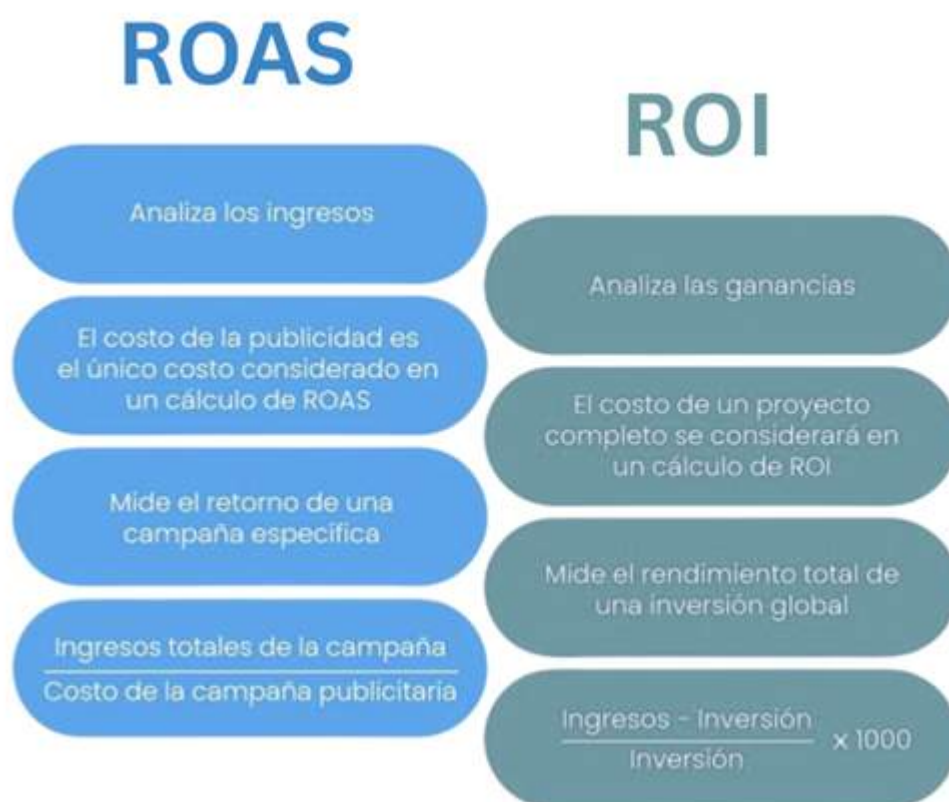 ROAS
Analiza los ingresos
El costo de la publicidad es
el único costo considerado en
un cálculo de ROAS
Mide el retorno de una
campaña específica
Ingresos totales de la campaña
Costo de la campaña publicitaria
ROI
Analiza las ganancias
El costo de un proyecto
completo se considerará en
un cálculo de ROI
Mide el rendimiento total de
una inversión global
Ingresos - Inversión
Inversión
x 1000